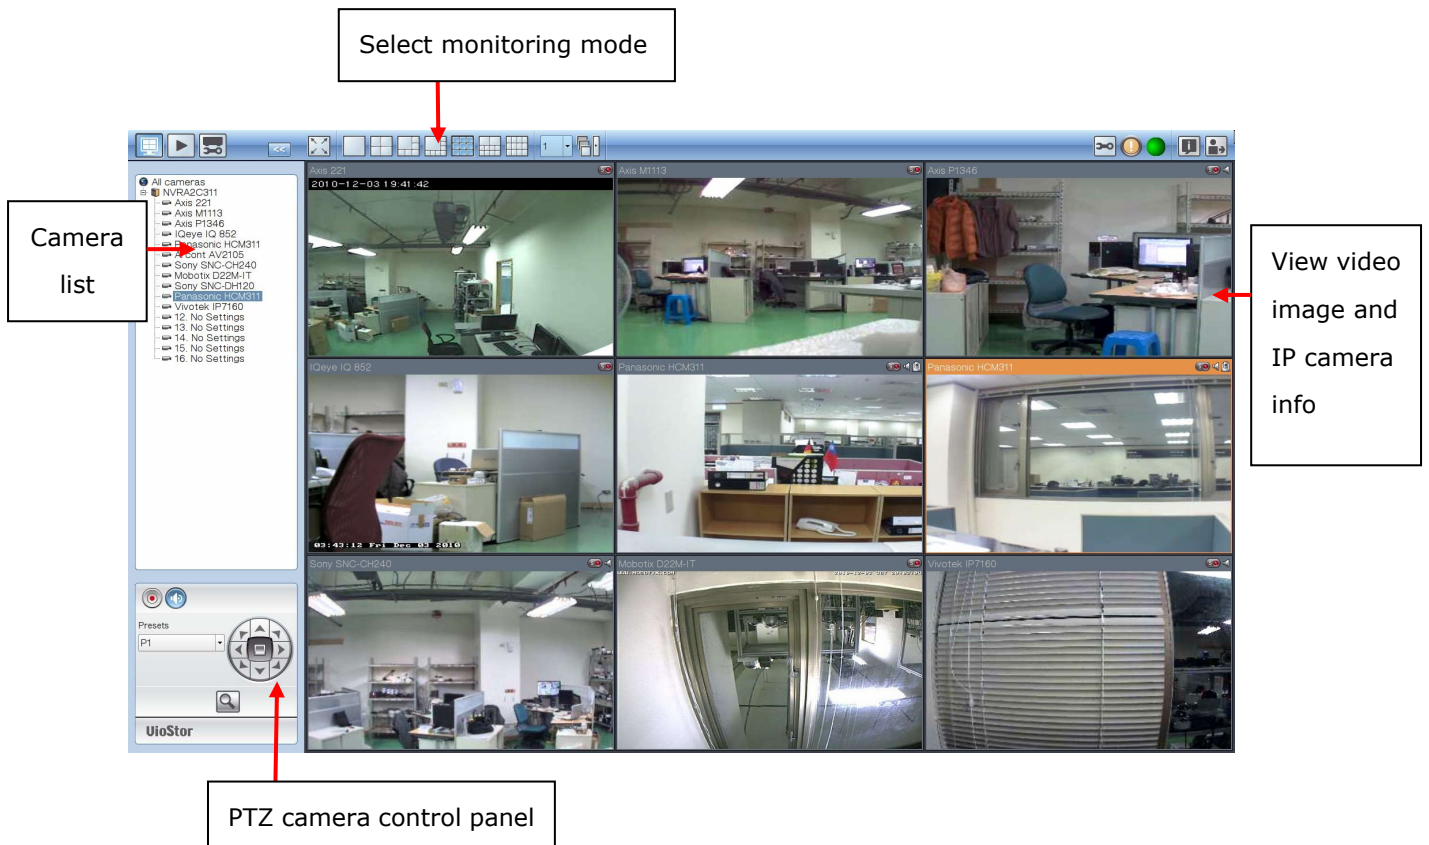 Select monitoring mode
<<
1
All cameras
NVRA2C311
Axis 221
Axis M1113
Axis P1346
IQeye IQ 852
Panasonic HCM311
Arecont AV2105
Sony SNC-CH240
Mobotix D22M-IT
Sony SNC-DH120
Panasonic HCM311
Vivotek IP7160
12. No Settings
13. No Settings
14. No Settings
15. No Settings
16. No Settings
Camera
list
Axis 221
2010-12-03 19:41:42
Axis M1113
Axis P1346
View video
image and
IP camera
info
IQeye IQ 852
03:43:12 Fri Dec 03 2010
Panasonic HCM311
Panasonic HCM311
Sony SNC-CH240
Mobotix D22M-IT
Vivotek IP7160
Presets
P1
VioStor
PTZ camera control panel